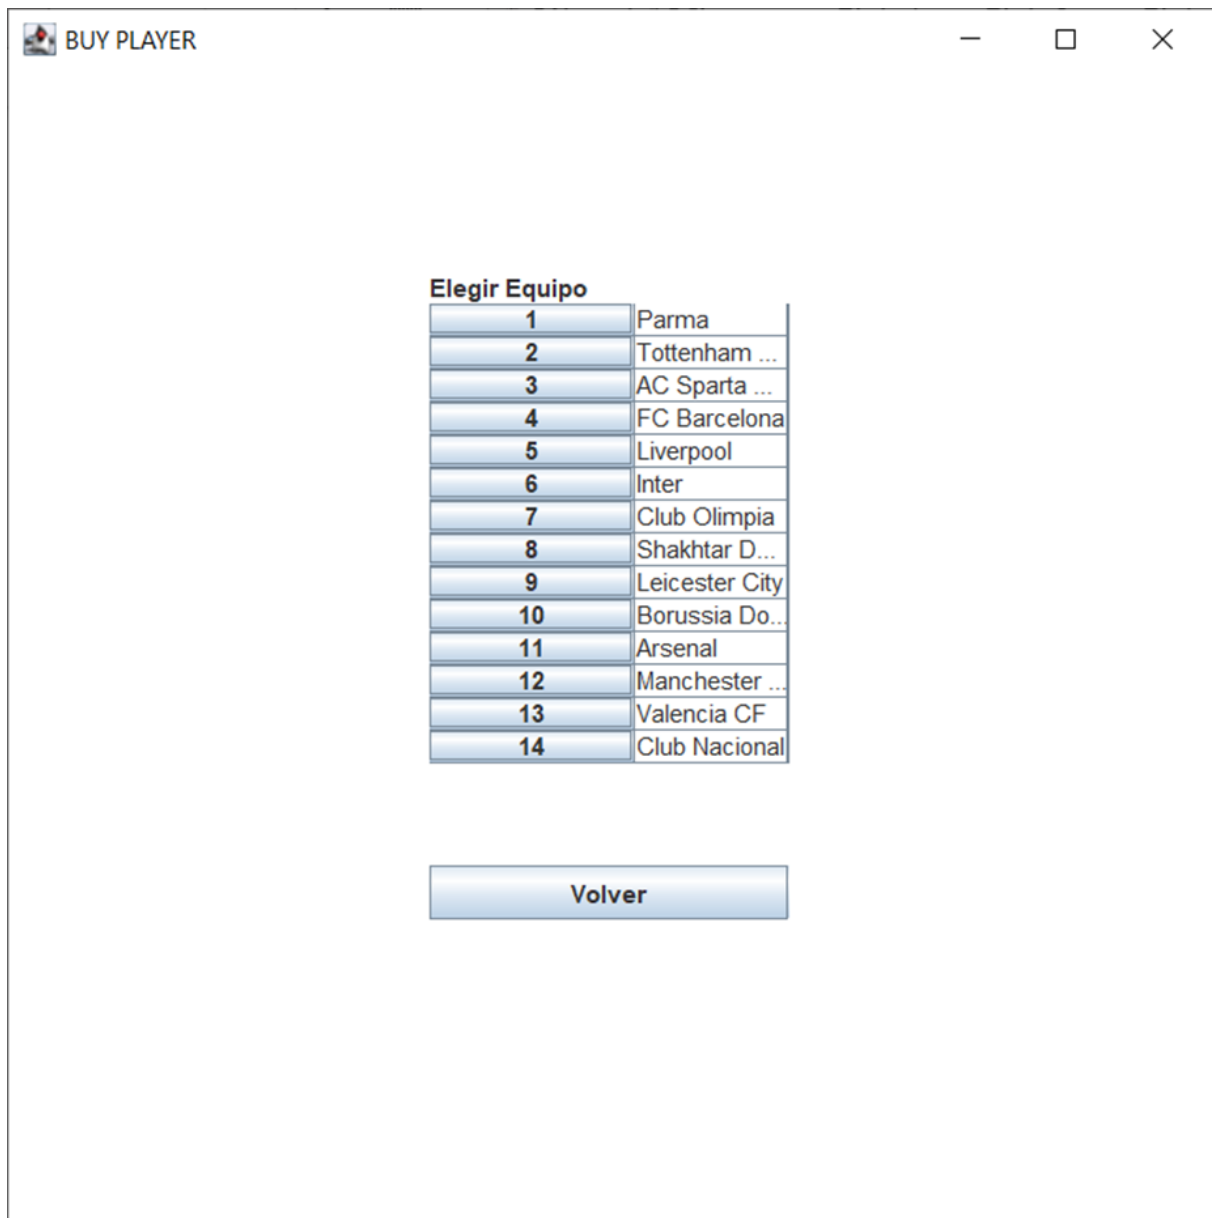 BUY PLAYER
Elegir Equipo
1 Parma
2 Tottenham ...
3 AC Sparta ...
4 FC Barcelona
5 Liverpool
6 Inter
7 Club Olimpia
8 Shakhtar D...
9 Leicester City
10 Borussia Do...
11 Arsenal
12 Manchester ...
13 Valencia CF
14 Club Nacional
Volver